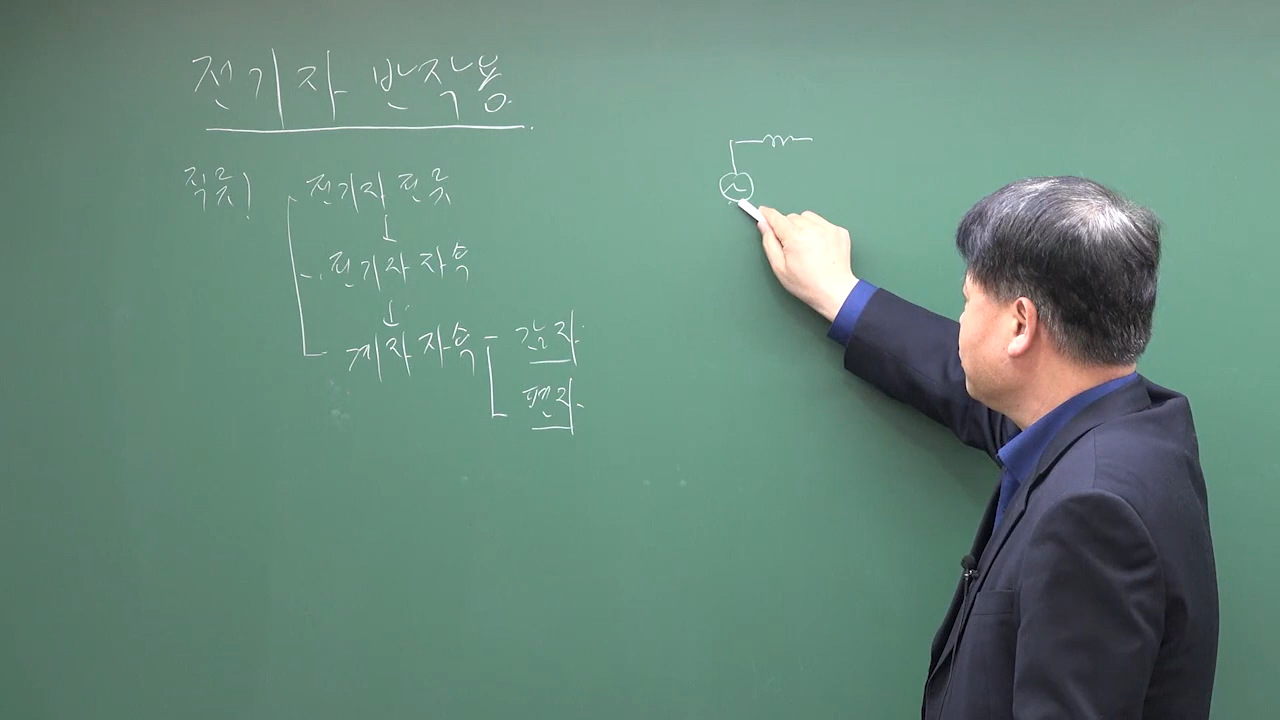 전기자 반작용
직류! 전기자 전류
전기자 자속
계자 자속 감자
편자